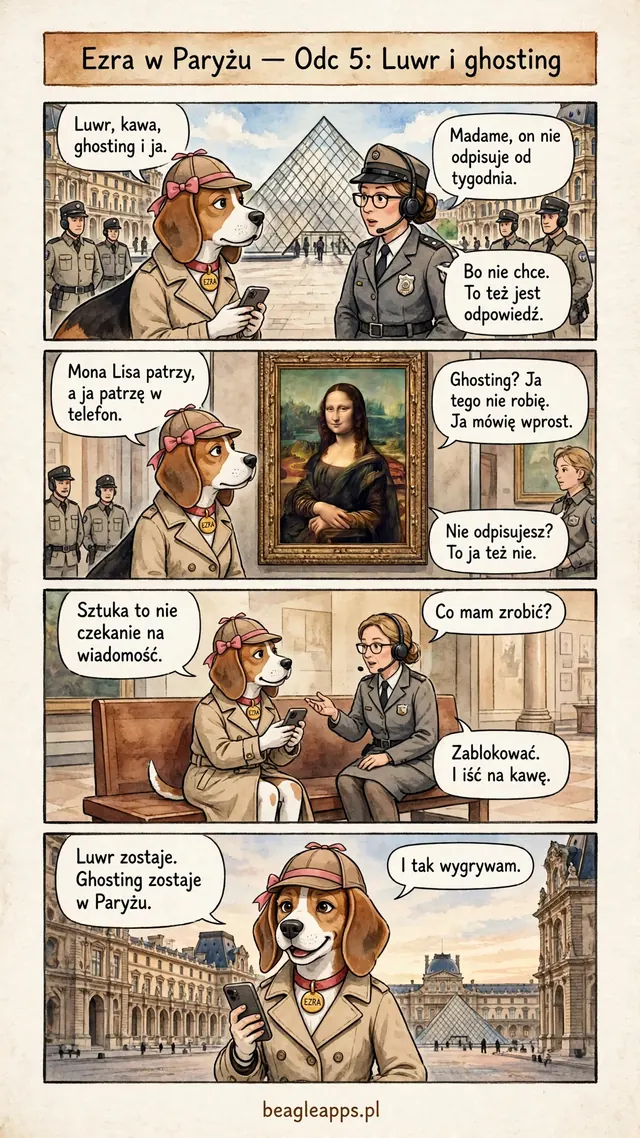 Ezra w Paryżu — Odc 5: Luwr i ghosting
Luwr, kawa,
ghosting i ja.
Madame, on nie
odpisuje od
tygodnia.
Bo nie chce.
To też jest
odpowiedź.
EZRA
Mona Lisa patrzy,
a ja patrzę w
telefon.
Ghosting? Ja
tego nie robię.
Ja mówię wprost.
Nie odpisujesz?
To ja też nie.
EZRA
Sztuka to nie
czekanie na
wiadomość.
Co mam zrobić?
Zablokować.
I iść na kawę.
EZRA
Luwr zostaje.
Ghosting zostaje
w Paryżu.
I tak wygrywam.
EZRA
beagleapps.pl